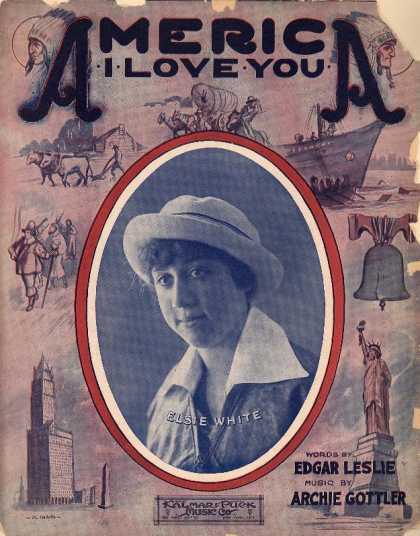 AMERICA
I·LOVE·YOU
ELSIE WHITE
WORDS BY
EDGAR LESLIE
MUSIC BY
ARCHIE GOTTLER
KALMAR & PUCK
MUSIC Co.